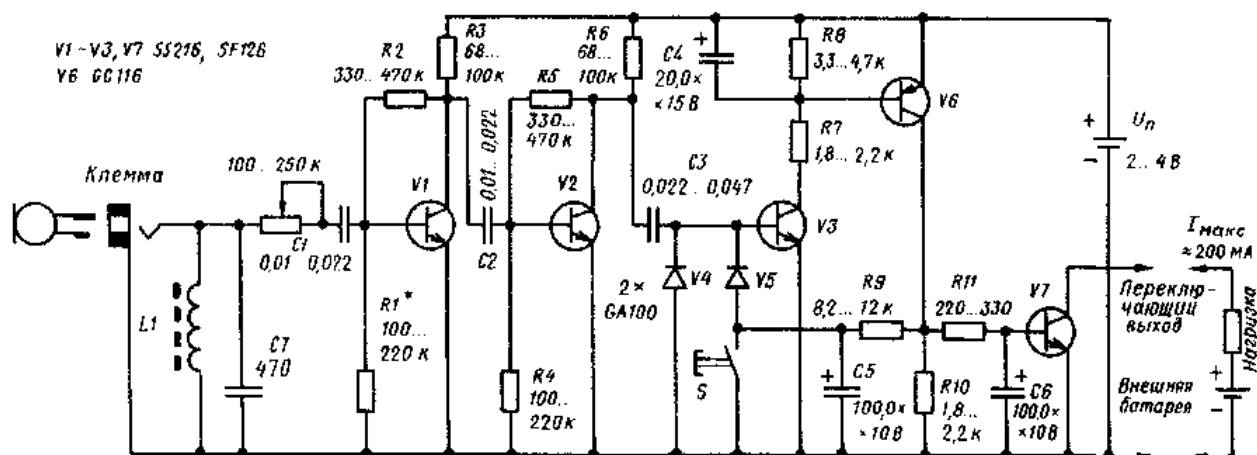 V1-V3, V7 SS216, SF126
V6 GC116
Клемма
100... 250 к
C1
0,01 0,022
L1
C7
470
R2
330... 470 к
R3
68...
100 к
R1*
100...
220 к
V1
0,01... 0,022
C2
R5
330...
470 к
R4
100...
220 к
V2
R6
68...
100 к
C3
0,022... 0,047
C4
20,0×
×15 В
2×
GA100
V4
V5
S
R8
3,3... 4,7 к
R7
1,8... 2,2 к
V3
V6
R9
8,2... 12 к
C5
100,0×
×10 В
R11
220... 330
R10
1,8...
2,2 к
C6
100,0×
×10 В
V7
+ Uп
-
2... 4 В
Iмакс
≈ 200 мА
Переклю-
чающий
выход
Внешняя
батарея
Нагрузка
+
-